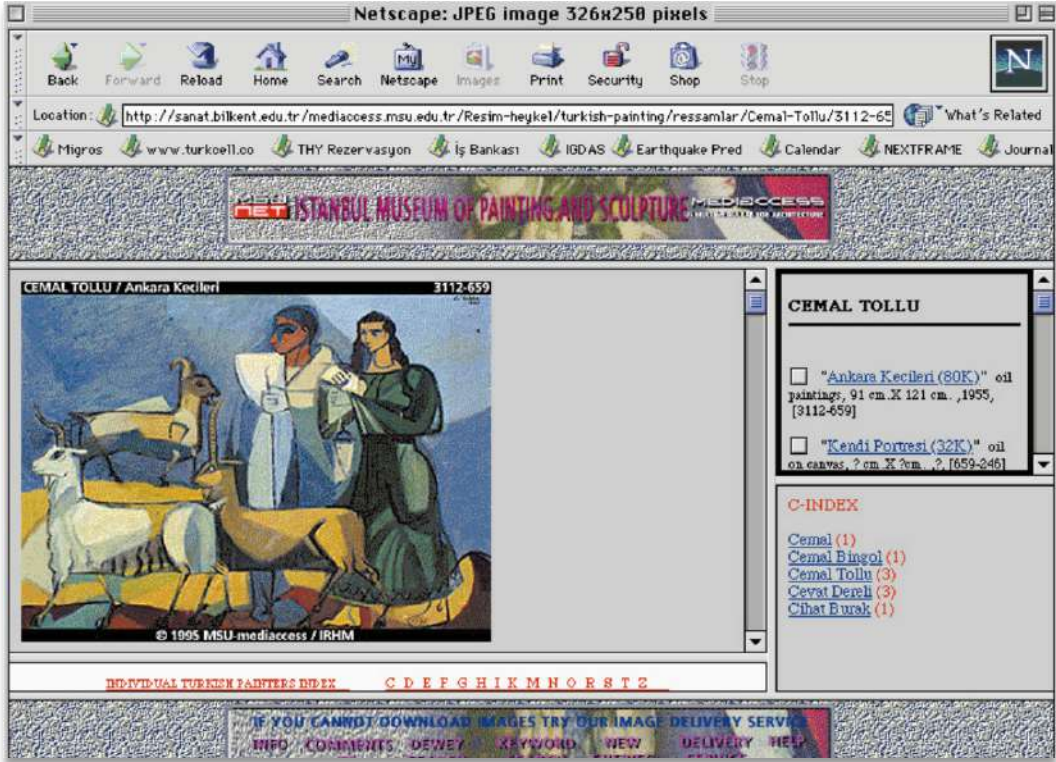 Netscape: JPEG image 326x250 pixels
Back Forward Reload Home Search Netscape Images Print Security Shop Stop
Location: http://sanat.bilkent.edu.tr/mediaccess.msu.edu.tr/Resim-heykel/turkish-painting/ressamlar/Cemal-Tollu/3112-65 What's Related
Migros www.turkcell.co THY Rezervasyon İş Bankası IGDAS Earthquake Pred Calendar NEXTFRAME Journal
NET ISTANBUL MUSEUM OF PAINTING AND SCULPTURE MEDIACCESS
CEMAL TOLLU / Ankara Kecileri 3112-659
© 1995 MSU-mediaccess / IRHM
CEMAL TOLLU
"Ankara Kecileri (80K)" oil
paintings, 91 cm.X 121 cm. ,1955,
[3112-659]
"Kendi Portresi (32K)" oil
on canvas, ? cm.X ?cm. ,?, [659-246]
C-INDEX
Cemal (1)
Cemal Bingol (1)
Cemal Tollu (3)
Cevat Dereli (3)
Cihat Burak (1)
INDIVIDUAL TURKISH PAINTERS INDEX C D E F G H I K M N O R S T Z
IF YOU CANNOT DOWNLOAD IMAGES TRY OUR IMAGE DELIVERY SERVICE
INFO COMMENTS DEWEY KEYWORD NEW DELIVERY HELP